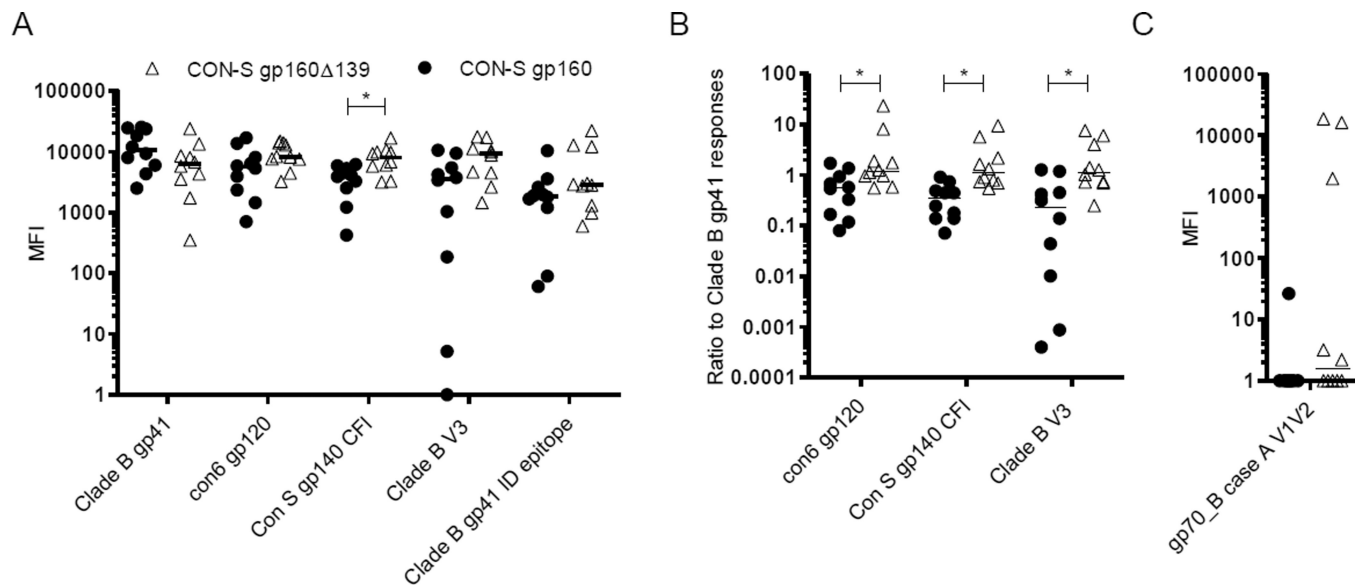 A
CON-S gp160Δ139
CON-S gp160
MFI
100000
10000
1000
100
10
1
*
Clade B gp41
con6 gp120
Con S gp140 CFI
Clade B V3
Clade B gp41 ID epitope
B
Ratio to Clade B gp41 responses
100
10
1
0.1
0.01
0.001
0.0001
*
*
*
con6 gp120
Con S gp140 CFI
Clade B V3
C
MFI
100000
10000
1000
100
10
1
gp70_B case A V1V2